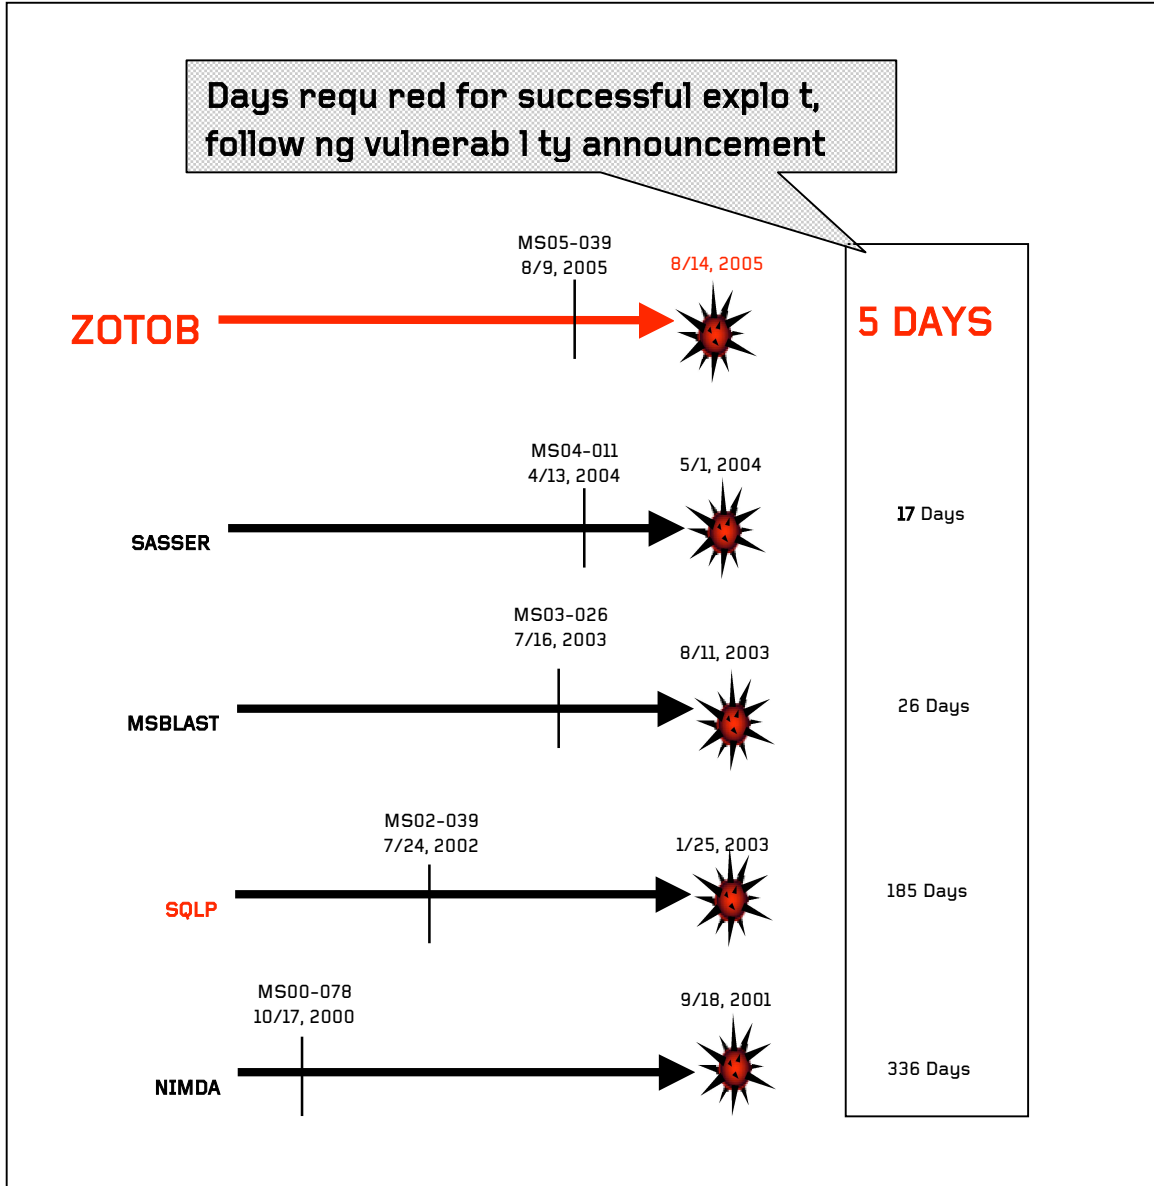 Days requ red for successful explo t,
follow ng vulnerab l ty announcement
MS05-039
8/9, 2005
8/14, 2005
ZOTOB
5 DAYS
MS04-011
4/13, 2004
5/1, 2004
SASSER
17 Days
MS03-026
7/16, 2003
8/11, 2003
MSBLAST
26 Days
MS02-039
7/24, 2002
1/25, 2003
SQLP
185 Days
MS00-078
10/17, 2000
9/18, 2001
NIMDA
336 Days